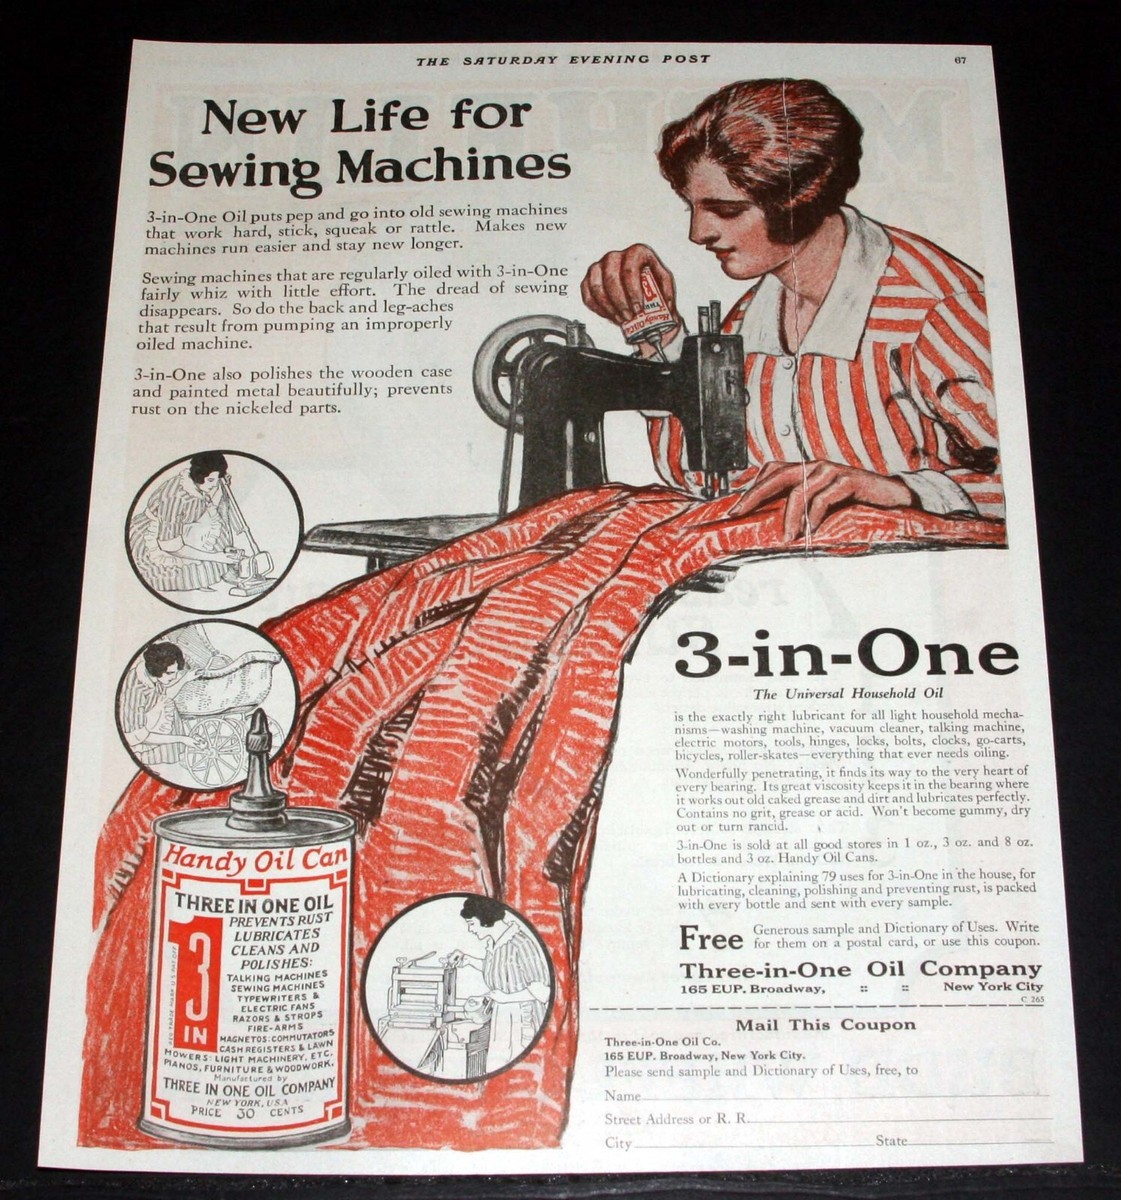 THE SATURDAY EVENING POST
67
New Life for
Sewing Machines
3-in-One Oil puts pep and go into old sewing machines
that work hard, stick, squeak or rattle. Makes new
machines run easier and stay new longer.
Sewing machines that are regularly oiled with 3-in-One
fairly whiz with little effort. The dread of sewing
disappears. So do the back and leg-aches
that result from pumping an improperly
oiled machine.
3-in-One also polishes the wooden case
and painted metal beautifully; prevents
rust on the nickeled parts.
Handy Oil Can
3-in-One
The Universal Household Oil
is the exactly right lubricant for all light household mecha-
nisms—washing machine, vacuum cleaner, talking machine,
electric motors, tools, hinges, locks, bolts, clocks, go-carts,
bicycles, roller-skates—everything that ever needs oiling.
Wonderfully penetrating, it finds its way to the very heart of
every bearing. Its great viscosity keeps it in the bearing where
it works out old caked grease and dirt and lubricates perfectly.
Contains no grit, grease or acid. Won't become gummy, dry
out or turn rancid.
3-in-One is sold at all good stores in 1 oz., 3 oz. and 8 oz.
bottles and 3 oz. Handy Oil Cans.
A Dictionary explaining 79 uses for 3-in-One in the house, for
lubricating, cleaning, polishing and preventing rust, is packed
with every bottle and sent with every sample.
Free Generous sample and Dictionary of Uses. Write
for them on a postal card, or use this coupon.
Three-in-One Oil Company
165 EUP. Broadway, :: :: New York City
C 265
Mail This Coupon
Three-in-One Oil Co.
165 EUP. Broadway, New York City.
Please send sample and Dictionary of Uses, free, to
Name
Street Address or R. R.
City State
Handy Oil Can
THREE IN ONE OIL
PREVENTS RUST
LUBRICATES
CLEANS AND
POLISHES:
TALKING MACHINES
SEWING MACHINES
TYPEWRITERS &
ELECTRIC FANS
RAZORS & STROPS
FIRE-ARMS
MAGNETOS: COMMUTATORS
CASH REGISTERS & LAWN
MOWERS: LIGHT MACHINERY, ETC.
PIANOS, FURNITURE & WOODWORK.
3
IN
1
Manufactured by
THREE IN ONE OIL COMPANY
NEW YORK, U.S.A
PRICE 30 CENTS